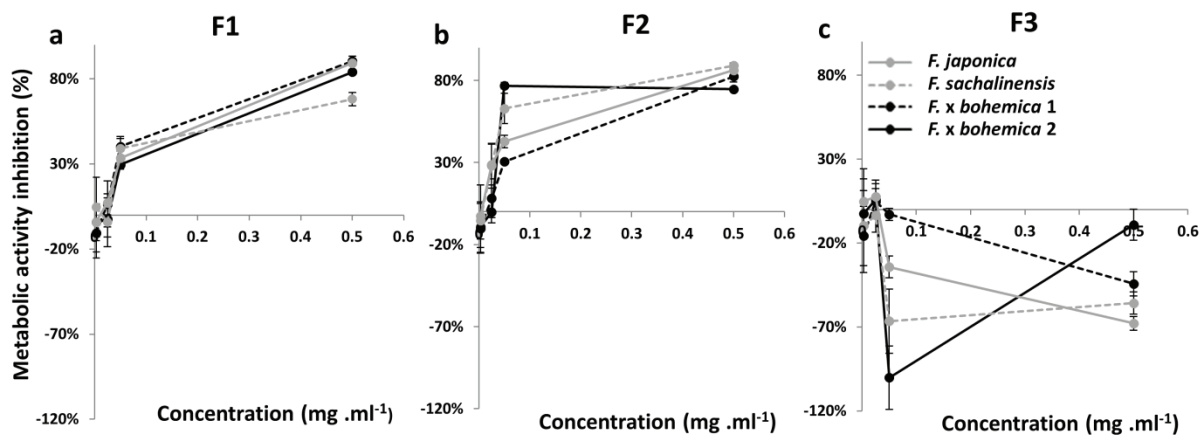 F1
F2
F3
a
b
c
Metabolic activity inhibition (%)
80%
30%
-20%
-70%
-120%
0.1
0.2
0.3
0.4
0.5
0.6
Concentration (mg .ml⁻¹)
80%
30%
-20%
-70%
-120%
0.1
0.2
0.3
0.4
0.5
0.6
Concentration (mg .ml⁻¹)
80%
30%
-20%
-70%
-120%
0.1
0.2
0.3
0.4
0.5
0.6
Concentration (mg .ml⁻¹)
F. japonica
F. sachalinensis
F. x bohemica 1
F. x bohemica 2